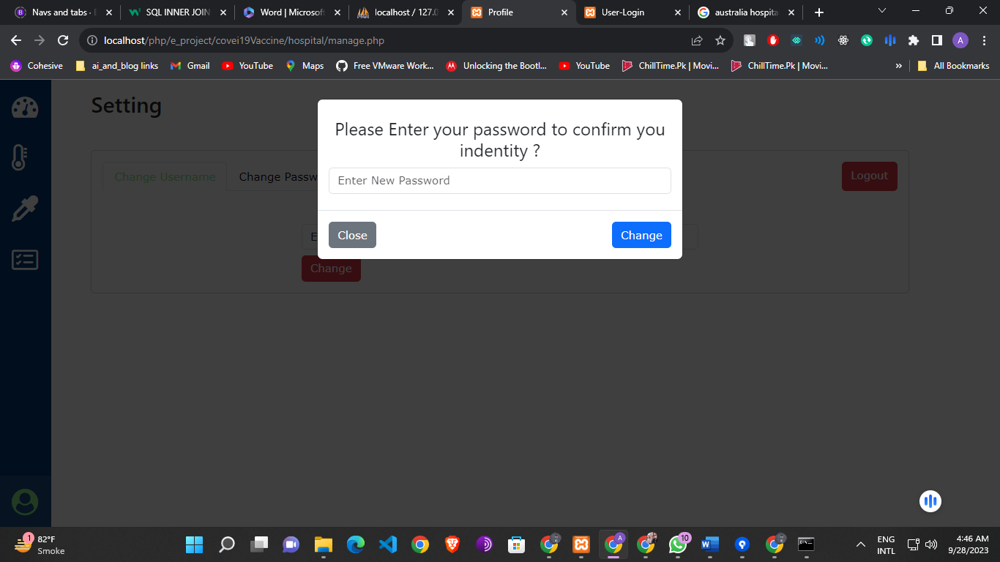 Navs and tabs · B
SQL INNER JOIN
Word | Microsof
localhost / 127.0
Profile
User-Login
australia hospita
localhost/php/e_project/covei19Vaccine/hospital/manage.php
A
Cohesive
ai_and_blog links
Gmail
YouTube
Maps
Free VMware Work...
Unlocking the Bootl...
YouTube
ChillTime.Pk | Movi...
ChillTime.Pk | Movi...
»
All Bookmarks
Setting
Please Enter your password to confirm you
indentity ?
Change Username
Change Passw
Enter New Password
Logout
E
Close
Change
Change
1
82°F
Smoke
A
10
ENG
INTL
4:46 AM
9/28/2023